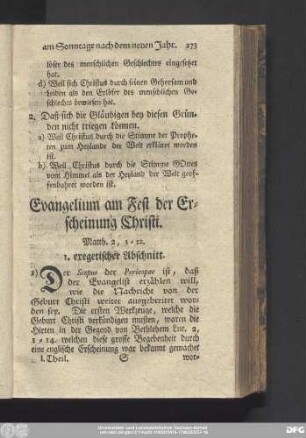 am Sonntage nach dem neuen Jahr. 273
löser des menschlichen Geschlechts eingesetzet
hat.
d) Weil sich Christus durch seinen Gehorsam und
Leiden als den Erlöser des menschlichen Ge-
schlechts bewiesen hat.
2. Daß sich die Gläubigen bey diesen Grün-
den nicht triegen können.
a) Weil Christus durch die Stimme der Prophe-
ten zum Heylande der Welt erkläret worden
ist.
b) Weil Christus durch die Stimme GOttes
vom Himmel als der Heyland der Welt geof-
fenbahret worden ist.
Evangelium am Fest der Er-
scheinung Christi.
Matth. 2, 1-12.
1. exegetischer Abschnitt.
a) Der Scopus der Pericopae ist, daß
der Evangelist erzählen will,
wie die Nachricht von der
Geburt Christi weiter ausgebreitet wor-
den sey. Die ersten Werkzeuge, welche die
Geburt Christi verkündigen musten, waren die
Hirten in der Gegend von Bethlehem Luc. 2,
1-14. welchen diese grosse Begebenheit durch
eine englische Erscheinung war bekannt gemachet
I. Theil. S wor-